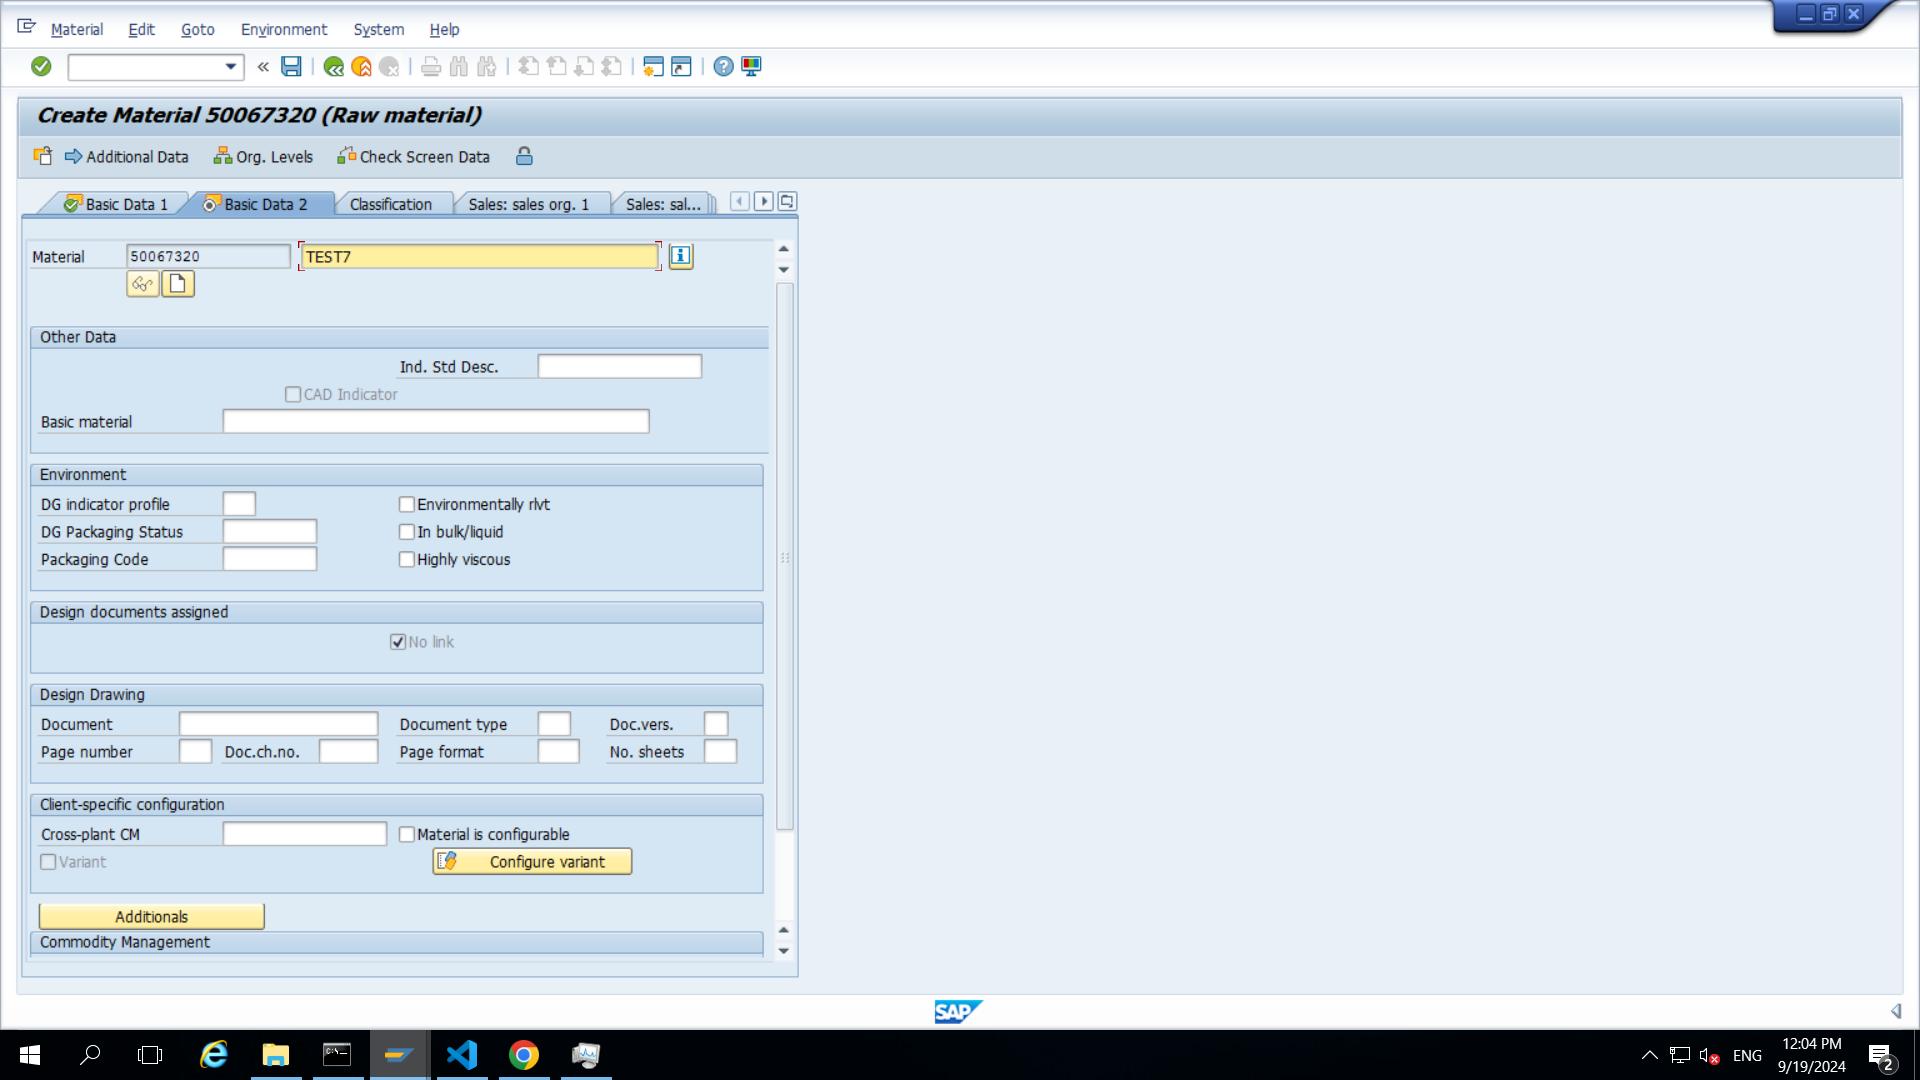 Material Edit Goto Environment System Help
Create Material 50067320 (Raw material)
Additional Data Org. Levels Check Screen Data
Basic Data 1 Basic Data 2 Classification Sales: sales org. 1 Sales: sal...
Material 50067320 TEST7
Other Data
Ind. Std Desc.
CAD Indicator
Basic material
Environment
DG indicator profile Environmentally rlvt
DG Packaging Status In bulk/liquid
Packaging Code Highly viscous
Design documents assigned
No link
Design Drawing
Document Document type Doc.vers.
Page number Doc.ch.no. Page format No. sheets
Client-specific configuration
Cross-plant CM Material is configurable
Variant Configure variant
Additionals
Commodity Management
SAP
ENG 12:04 PM
9/19/2024 2